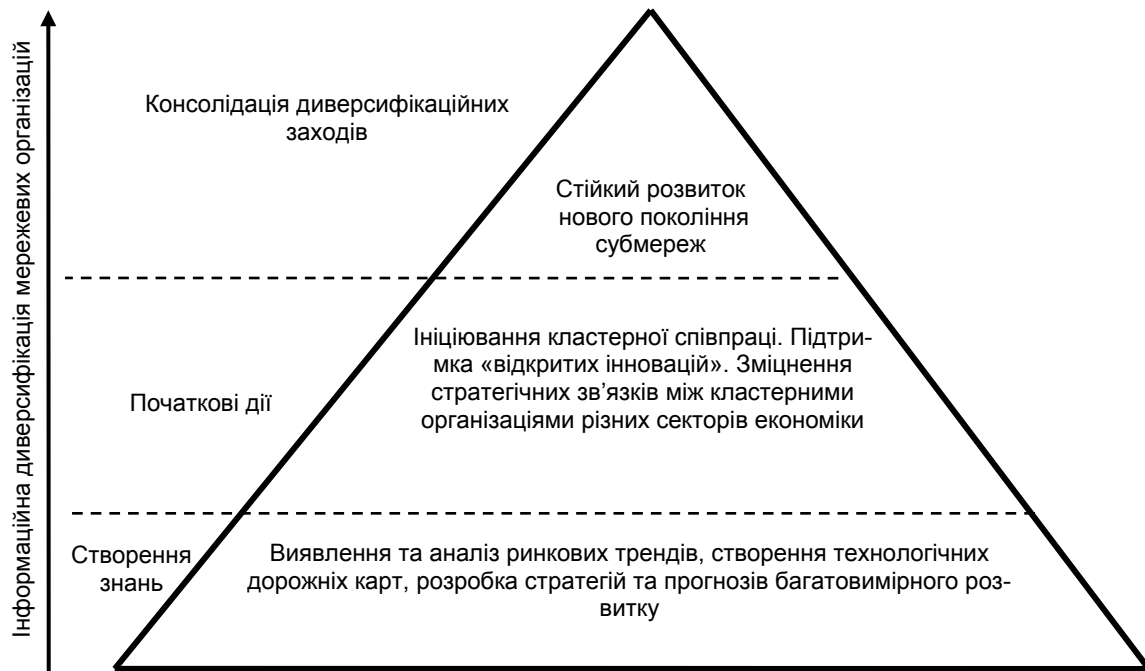 Інформаційна диверсифікація мережевих організацій
Консолідація диверсифікаційних
заходів
Стійкий розвиток
нового покоління
субмереж
Початкові дії
Ініціювання кластерної співпраці. Підтри-
мка «відкритих інновацій». Зміцнення
стратегічних зв’язків між кластерними
організаціями різних секторів економіки
Створення
знань
Виявлення та аналіз ринкових трендів, створення технологічних
дорожніх карт, розробка стратегій та прогнозів багатовимірного роз-
витку